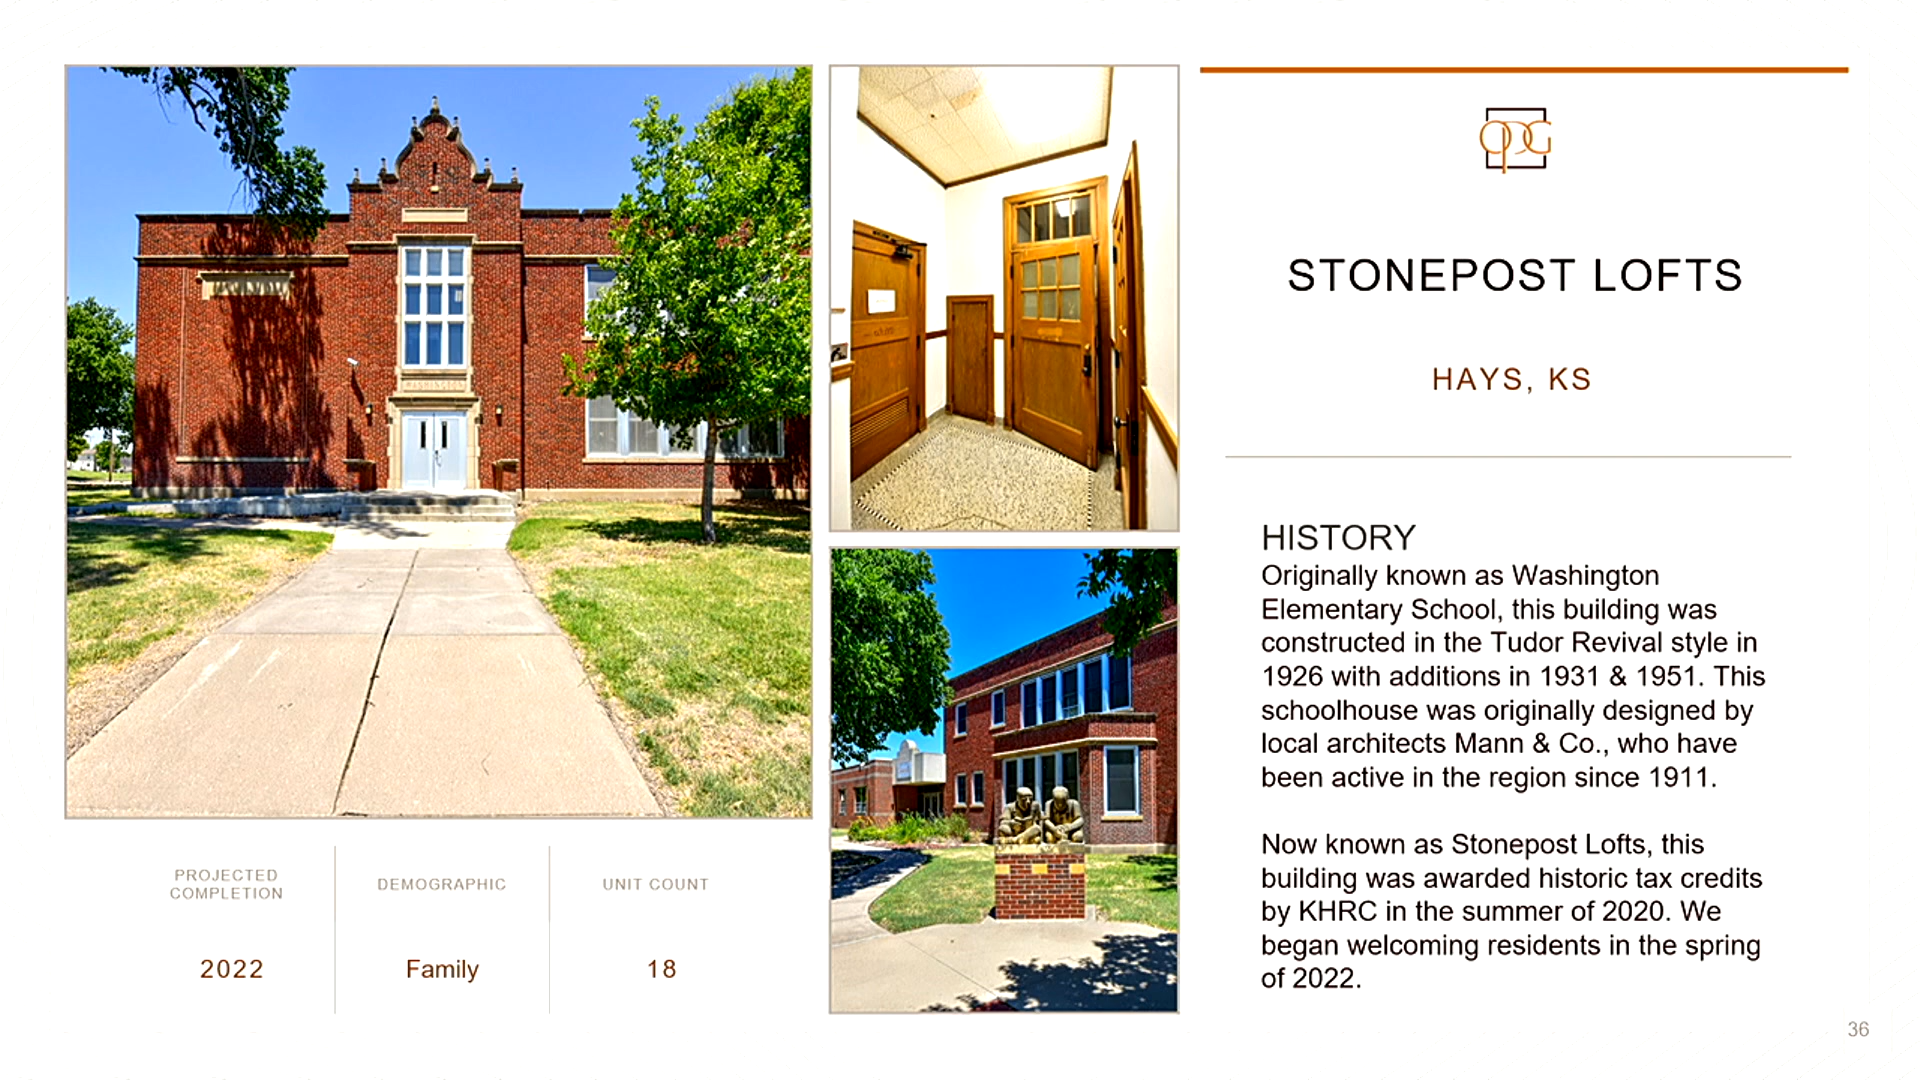 WASHINGTON
OPG
STONEPOST LOFTS
HAYS, KS
HISTORY
Originally known as Washington
Elementary School, this building was
constructed in the Tudor Revival style in
1926 with additions in 1931 & 1951. This
schoolhouse was originally designed by
local architects Mann & Co., who have
been active in the region since 1911.
Now known as Stonepost Lofts, this
building was awarded historic tax credits
by KHRC in the summer of 2020. We
began welcoming residents in the spring
of 2022.
PROJECTED
COMPLETION
2022
DEMOGRAPHIC
Family
UNIT COUNT
18
36